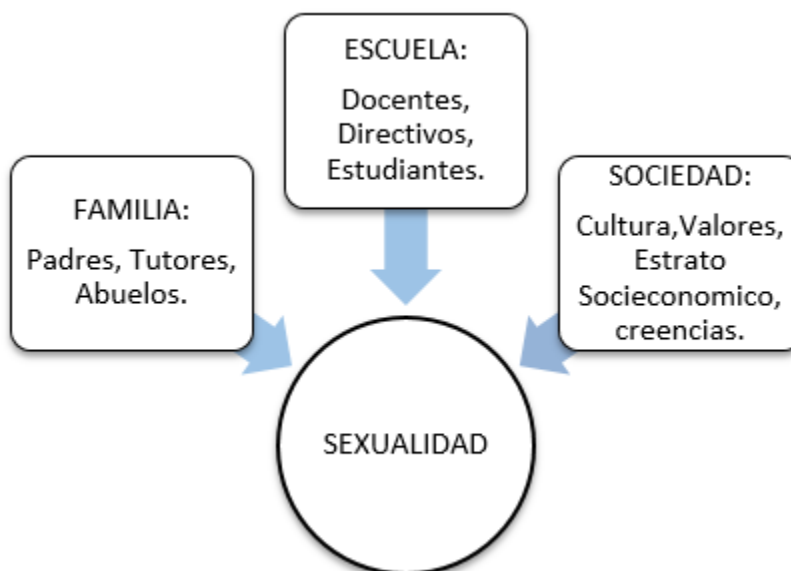 ESCUELA:
Docentes,
Directivos,
Estudiantes.
FAMILIA:
Padres, Tutores,
Abuelos.
SOCIEDAD:
Cultura,Valores,
Estrato
Socieconomico,
creencias.
SEXUALIDAD